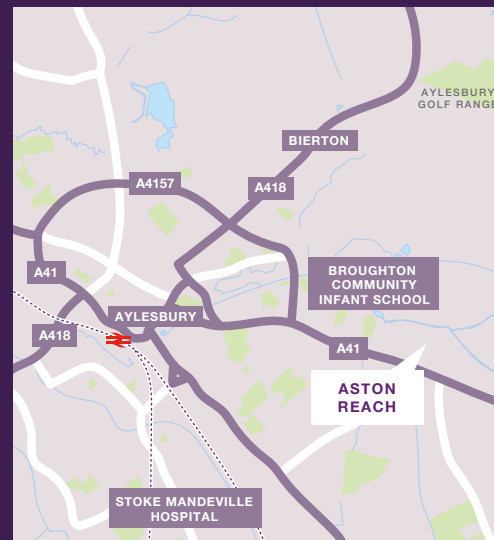 AYLESBURY
GOLF RANGE
BIERTON
A4157
A418
A41
BROUGHTON
COMMUNITY
INFANT SCHOOL
AYLESBURY
A418
A41
ASTON
REACH
STOKE MANDEVILLE
HOSPITAL